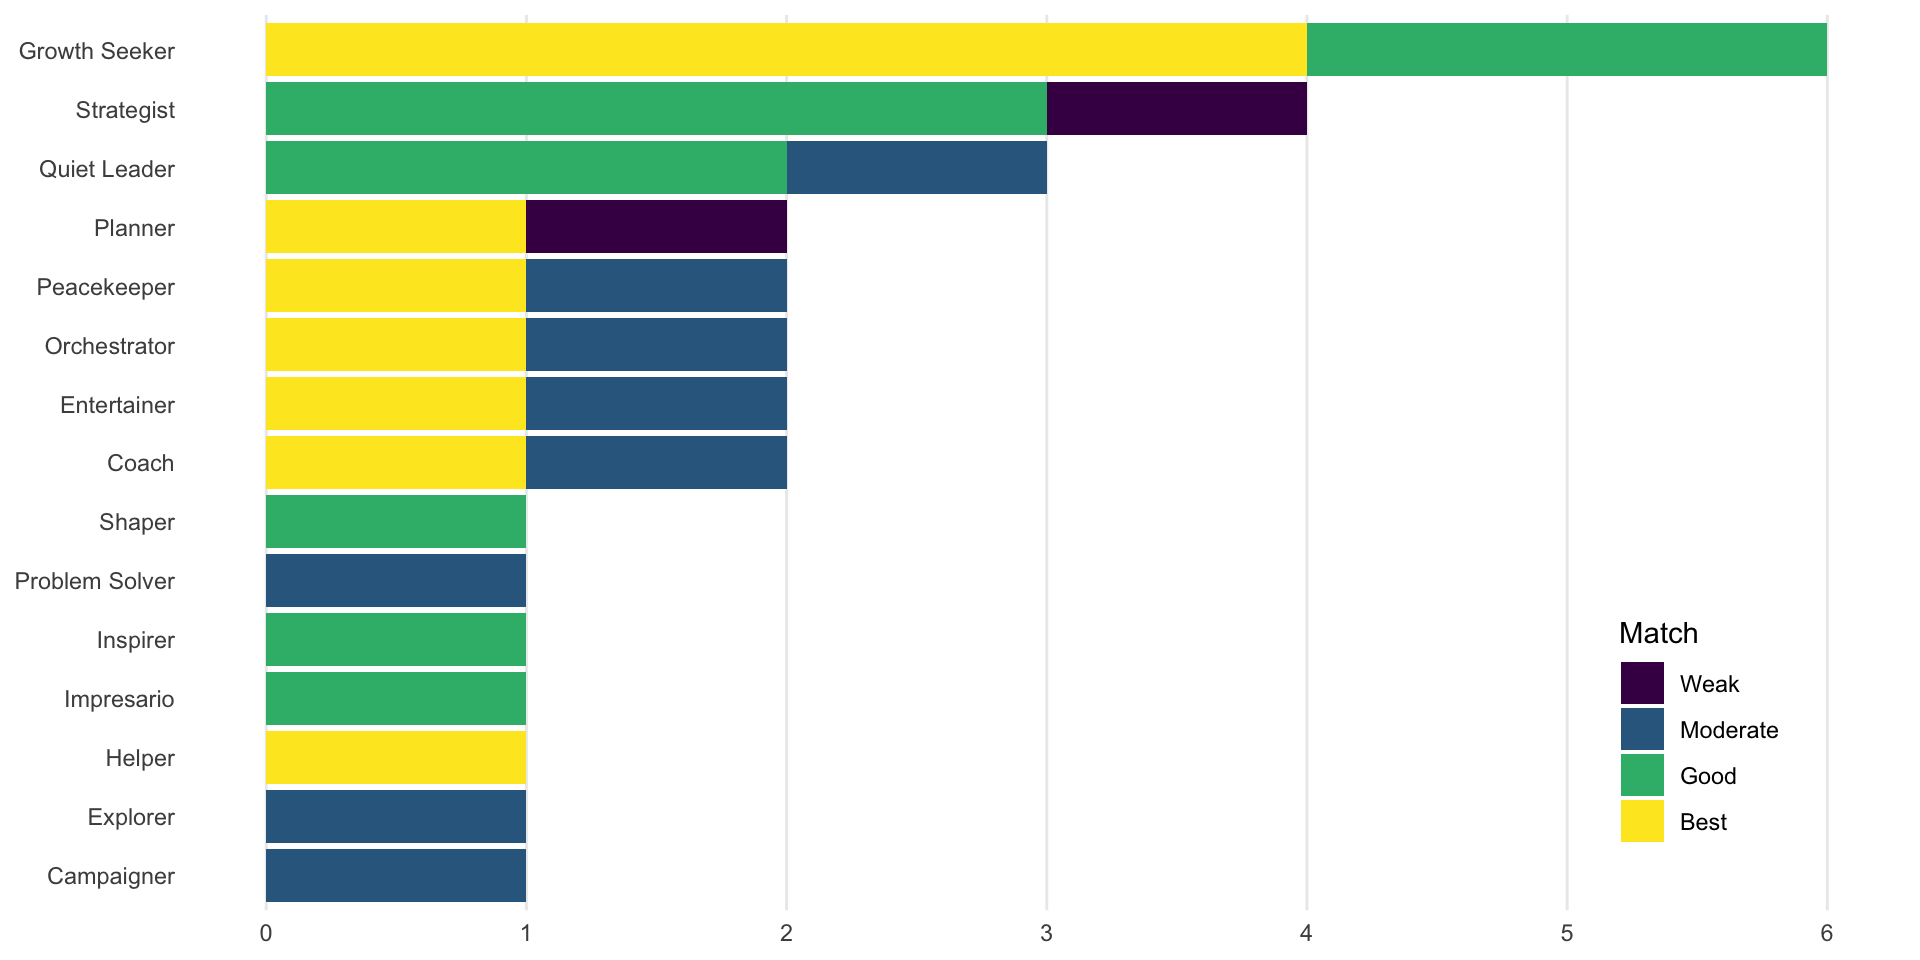 Growth Seeker
Strategist
Quiet Leader
Planner
Peacekeeper
Orchestrator
Entertainer
Coach
Shaper
Problem Solver
Inspirer
Impresario
Helper
Explorer
Campaigner
0 1 2 3 4 5 6
Match
Weak
Moderate
Good
Best